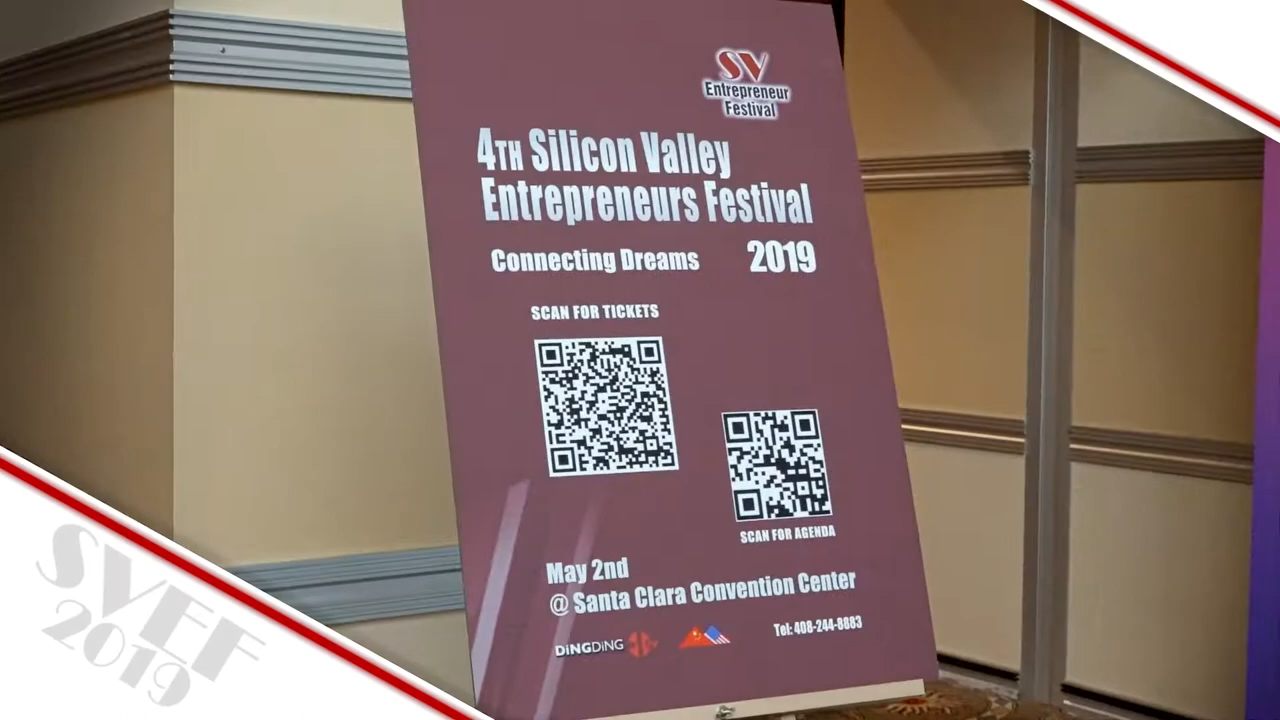 SV
Entrepreneur
Festival
4TH Silicon Valley
Entrepreneurs Festival
Connecting Dreams 2019
SCAN FOR TICKETS
SCAN FOR AGENDA
May 2nd
@ Santa Clara Convention Center
DiNGDiNG
Tel: 408-244-8883
SVEF
2019